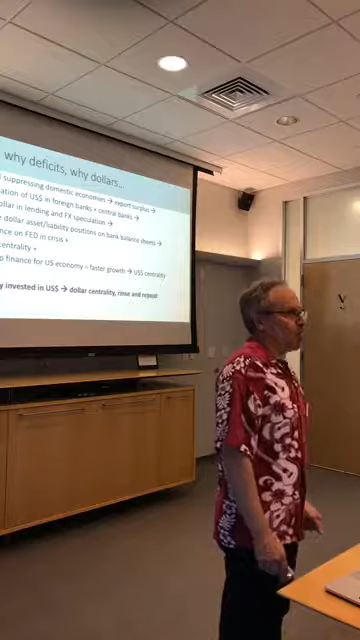 why deficits, why dollars...
suppressing domestic economies → export surplus →
ation of US$ in foreign banks + central banks →
ollar in lending and FX speculation →
e dollar asset/liability positions on bank balance sheets →
nce on FED in crisis +
centrality +
p finance for US economy = faster growth → US$ centrality
y invested in US$ → dollar centrality, rinse and repeat